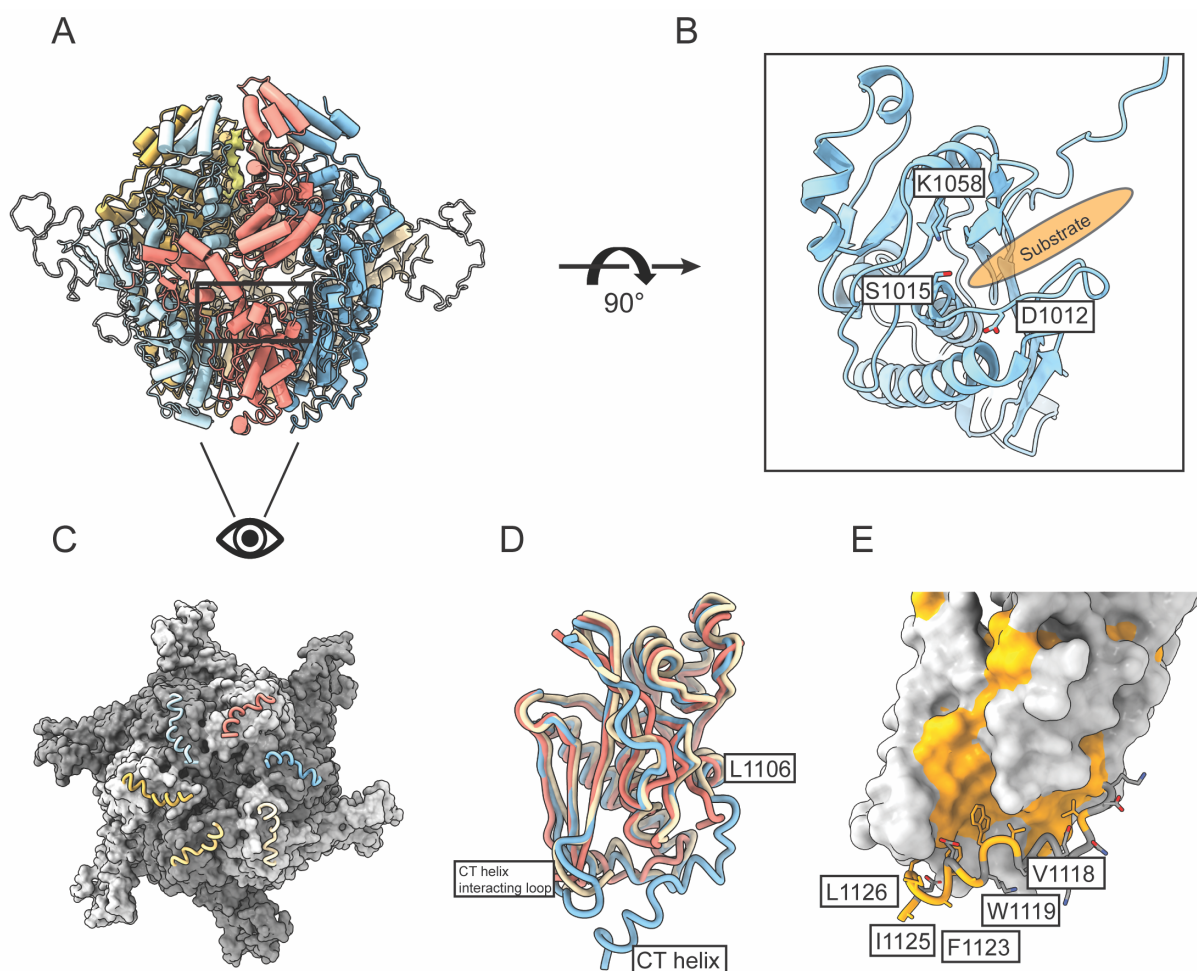 A
B
K1058
Substrate
S1015
D1012
90°
C
D
E
L1106
CT helix
interacting loop
CT helix
L1126
V1118
W1119
I1125
F1123